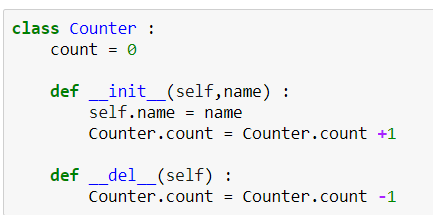 class Counter :
    count = 0
    def __init__(self,name) :
        self.name = name
        Counter.count = Counter.count +1
    def __del__(self) :
        Counter.count = Counter.count -1